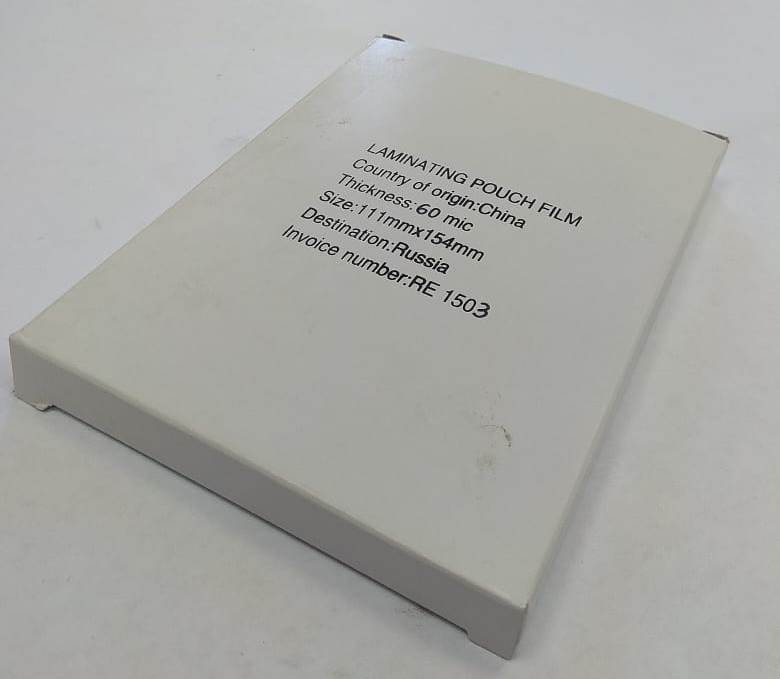 LAMINATING POUCH FILM
Country of origin:China
Thickness:60 mic
Size:111mmx154mm
Destination:Russia
Invoice number:RE 1503